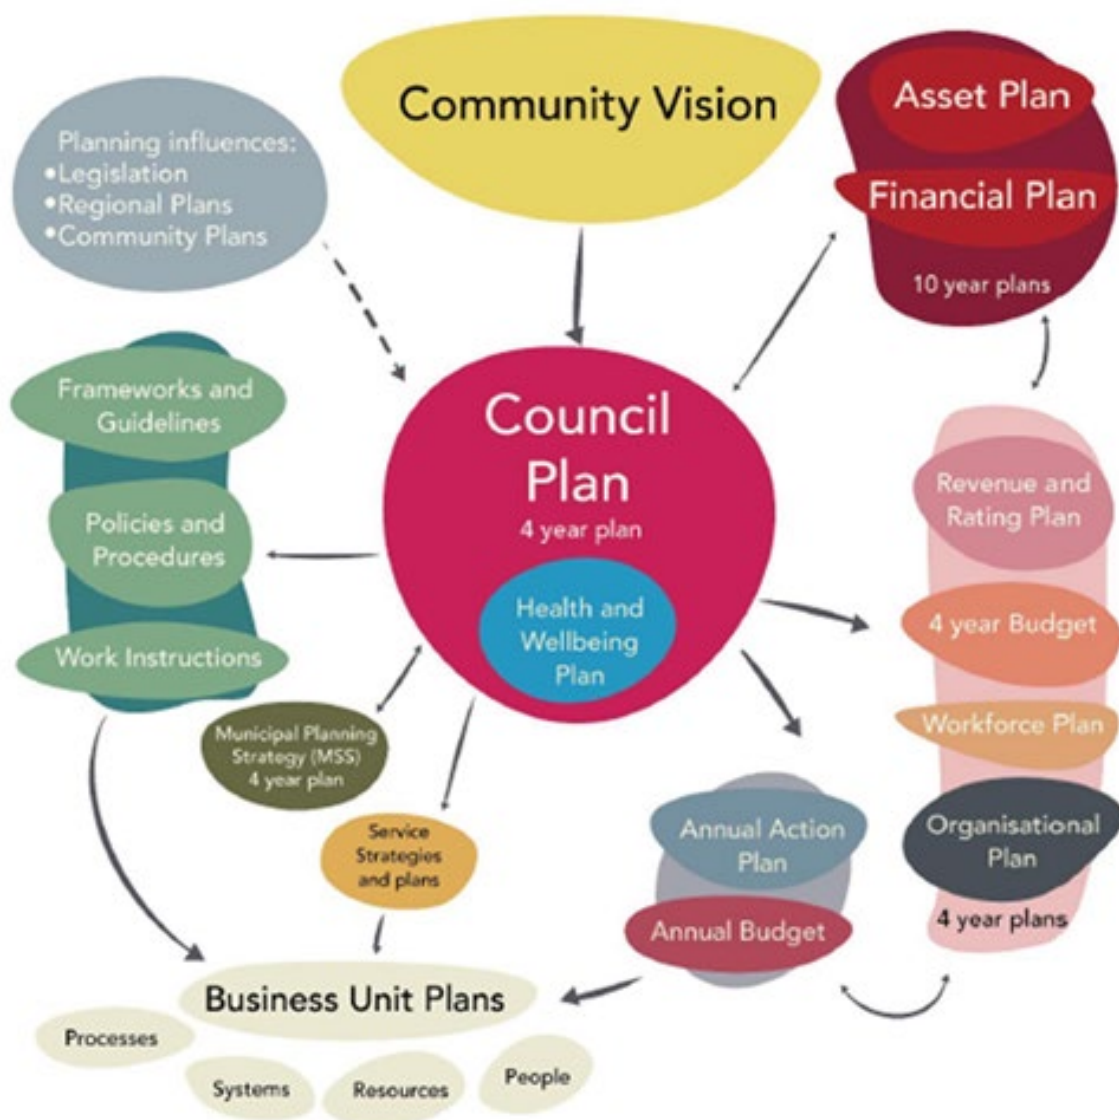 Community Vision
Asset Plan
Financial Plan
10 year plans
Planning influences:
•Legislation
•Regional Plans
•Community Plans
Frameworks and
Guidelines
Policies and
Procedures
Work Instructions
Council
Plan
4 year plan
Health and
Wellbeing
Plan
Revenue and
Rating Plan
4 year Budget
Workforce Plan
Organisational
Plan
4 year plans
Municipal Planning
Strategy (MSS)
4 year plan
Service
Strategies
and plans
Annual Action
Plan
Annual Budget
Business Unit Plans
Processes
Systems
Resources
People